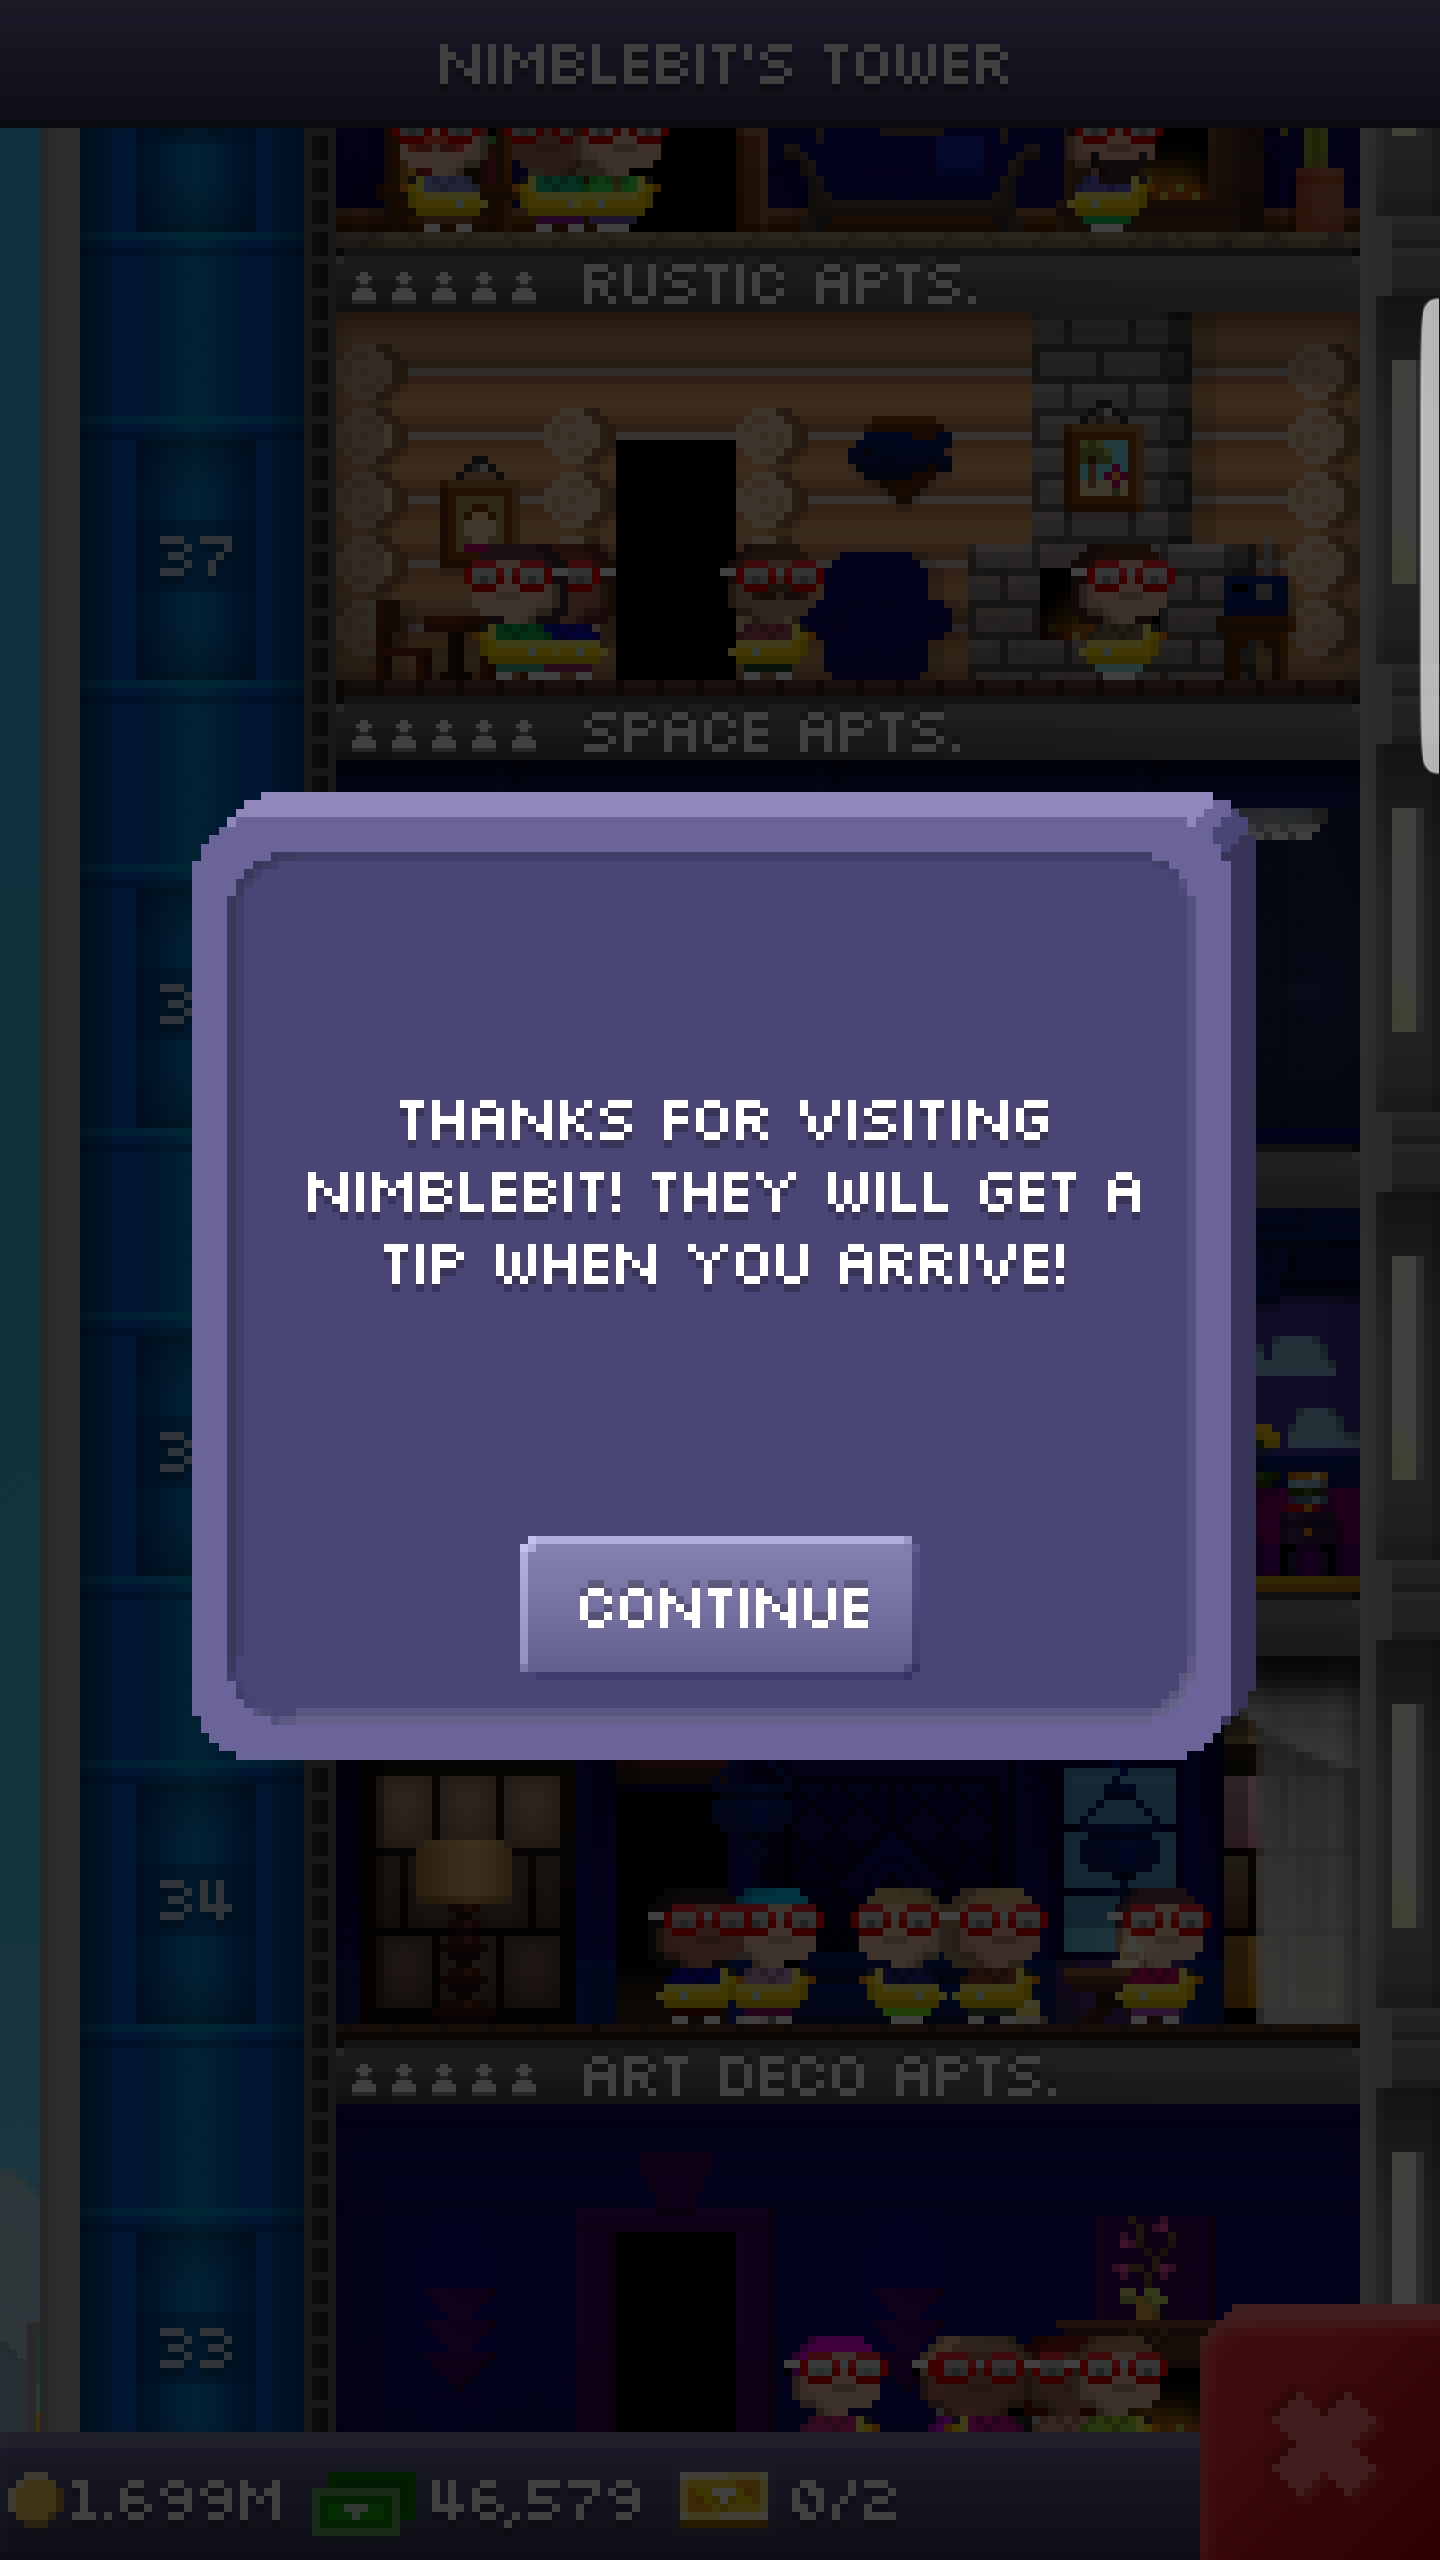 NIMBLEBIT'S TOWER
RUSTIC APTS.
37
SPACE APTS.
THANKS FOR VISITING
NIMBLEBIT! THEY WILL GET A
TIP WHEN YOU ARRIVE!
CONTINUE
34
ART DECO APTS.
33
1.699M 46,579 0/2